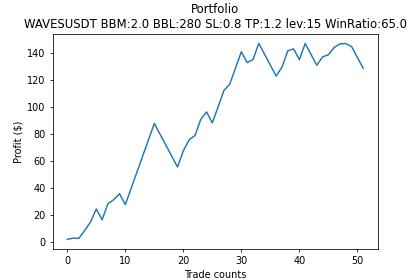 Portfolio
WAVESUSDT BBM:2.0 BBL:280 SL:0.8 TP:1.2 lev:15 WinRatio:65.0
Profit ($)
140
120
100
80
60
40
20
0
0 10 20 30 40 50
Trade counts